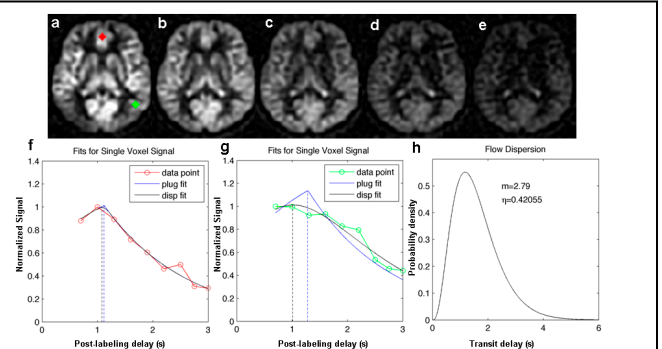 a b c d e
f Fits for Single Voxel Signal
1.4
1.2
1
0.8
0.6
0.4
0.2
0
Normalized Signal
data point
plug fit
disp fit
0 1 2 3
Post-labeling delay (s)
g Fits for Single Voxel Signal
1.4
1.2
1
0.8
0.6
0.4
0.2
0
Normalized Signal
data point
plug fit
disp fit
0 1 2 3
Post-labeling delay (s)
h Flow Dispersion
0.5
0.4
0.3
0.2
0.1
0
Probability density
m=2.79
η=0.42055
0 2 4 6
Transit delay (s)